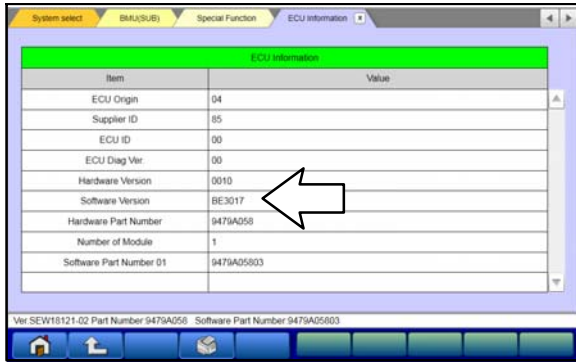 System select BMU(SUB) Special Function ECU Information x
ECU Information
Item Value
ECU Origin 04
Supplier ID 85
ECU ID 00
ECU Diag Ver. 00
Hardware Version 0010
Software Version BE3017
Hardware Part Number 9479A058
Number of Module 1
Software Part Number 01 9479A05803
Ver.SEW18121-02 Part Number:9479A058 Software Part Number:9479A05803